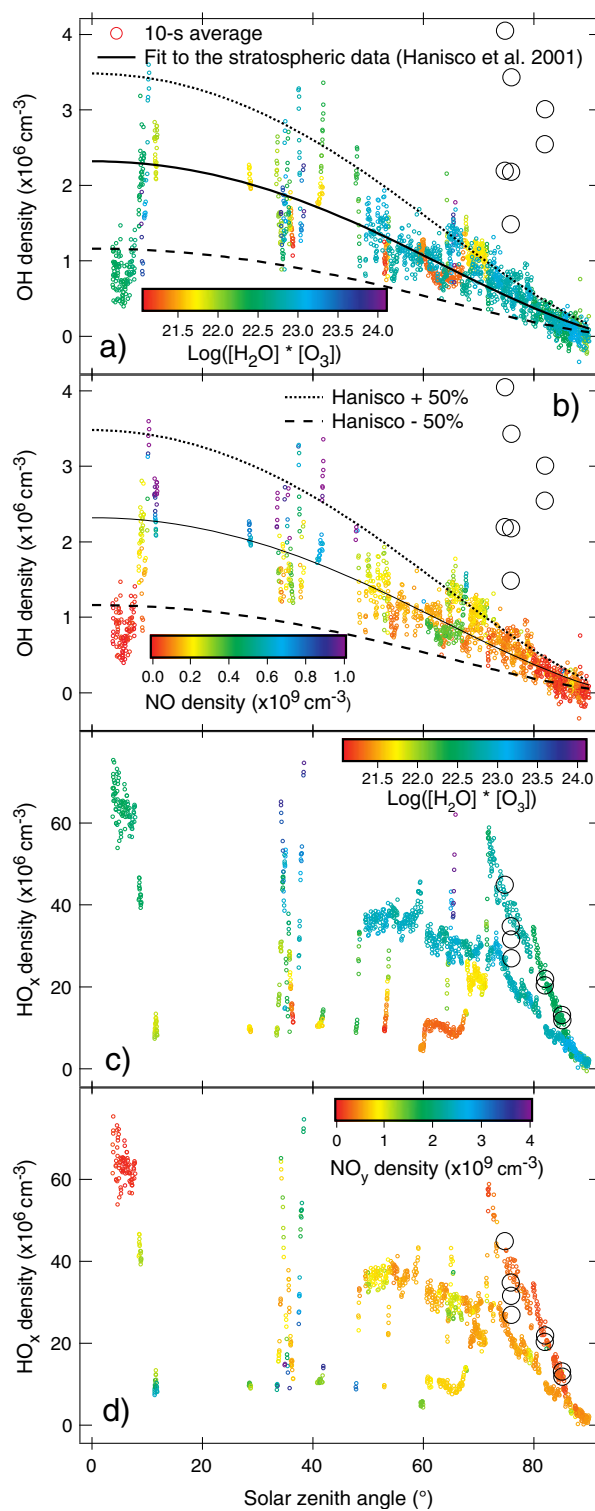 4
10-s average
Fit to the stratospheric data (Hanisco et al. 2001)
3
2
1
0
OH density (x10⁶ cm⁻³)
21.5 22.0 22.5 23.0 23.5 24.0
Log([H₂O] * [O₃])
a)
4
Hanisco + 50%
Hanisco - 50%
b)
3
2
1
0
OH density (x10⁶ cm⁻³)
0.0 0.2 0.4 0.6 0.8 1.0
NO density (x10⁹ cm⁻³)
21.5 22.0 22.5 23.0 23.5 24.0
Log([H₂O] * [O₃])
60
40
20
0
HOₓ density (x10⁶ cm⁻³)
c)
0 1 2 3 4
NOy density (x10⁹ cm⁻³)
60
40
20
0
HOₓ density (x10⁶ cm⁻³)
d)
0 20 40 60 80
Solar zenith angle (°)